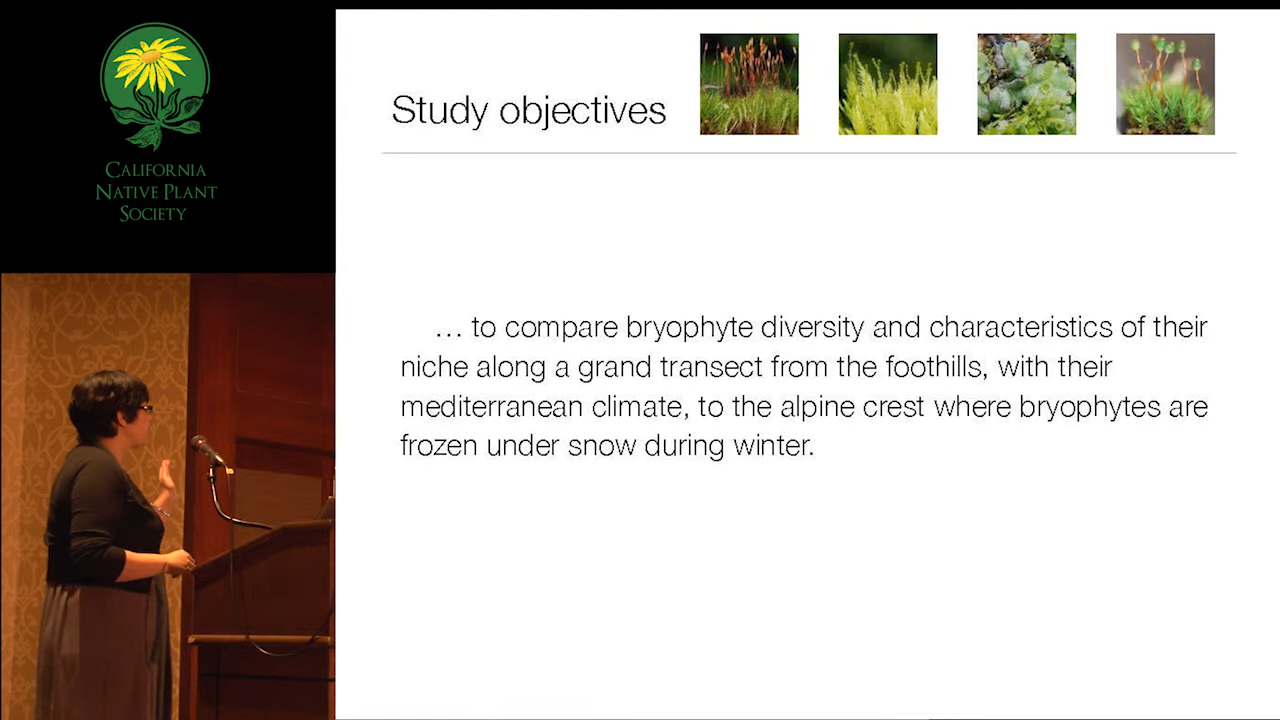 CALIFORNIA
NATIVE PLANT
SOCIETY
Study objectives
… to compare bryophyte diversity and characteristics of their
niche along a grand transect from the foothills, with their
mediterranean climate, to the alpine crest where bryophytes are
frozen under snow during winter.